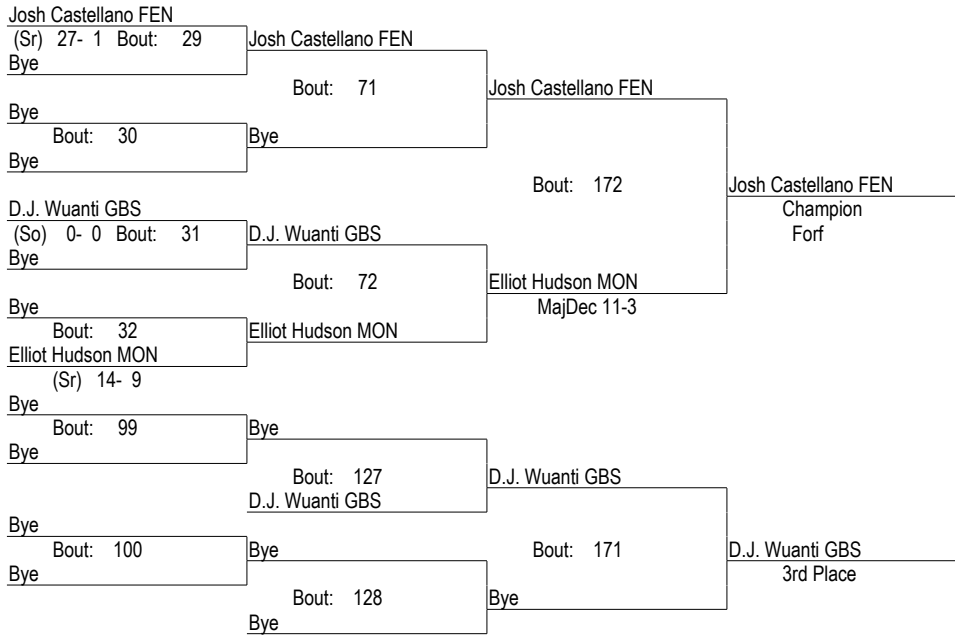 Josh Castellano FEN
(Sr) 27- 1 Bout: 29 Josh Castellano FEN
Bye
Bout: 71 Josh Castellano FEN
Bye
Bout: 30 Bye
Bye
Bout: 172 Josh Castellano FEN
D.J. Wuanti GBS Champion
(So) 0- 0 Bout: 31 D.J. Wuanti GBS Forf
Bye
Bout: 72 Elliot Hudson MON
Bye MajDec 11-3
Bout: 32 Elliot Hudson MON
Elliot Hudson MON
(Sr) 14- 9
Bye
Bout: 99 Bye
Bye
Bout: 127 D.J. Wuanti GBS
D.J. Wuanti GBS
Bye
Bout: 100 Bye Bout: 171 D.J. Wuanti GBS
Bye 3rd Place
Bout: 128 Bye
Bye